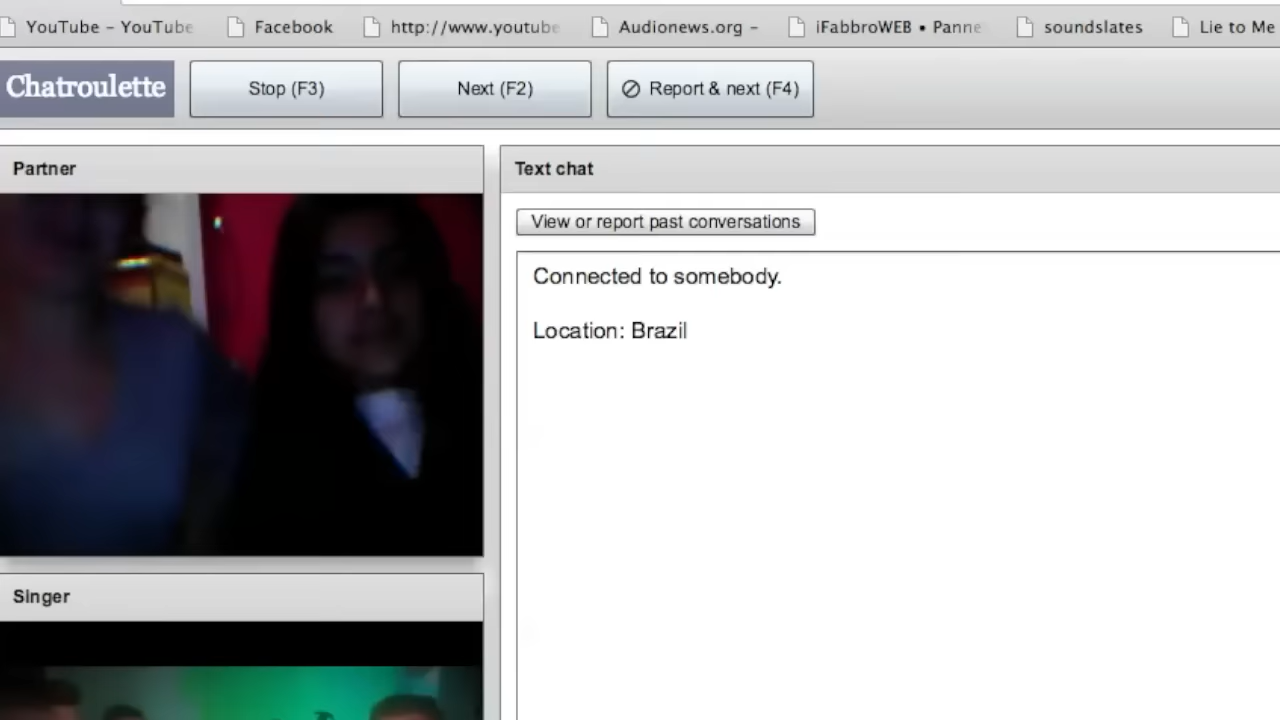 YouTube – YouTube
Facebook
http://www.youtube
Audionews.org –
iFabbroWEB • Panne
soundslates
Lie to Me
Chatroulette
Stop (F3)
Next (F2)
Report & next (F4)
Partner
Text chat
View or report past conversations
Connected to somebody.
Location: Brazil
Singer